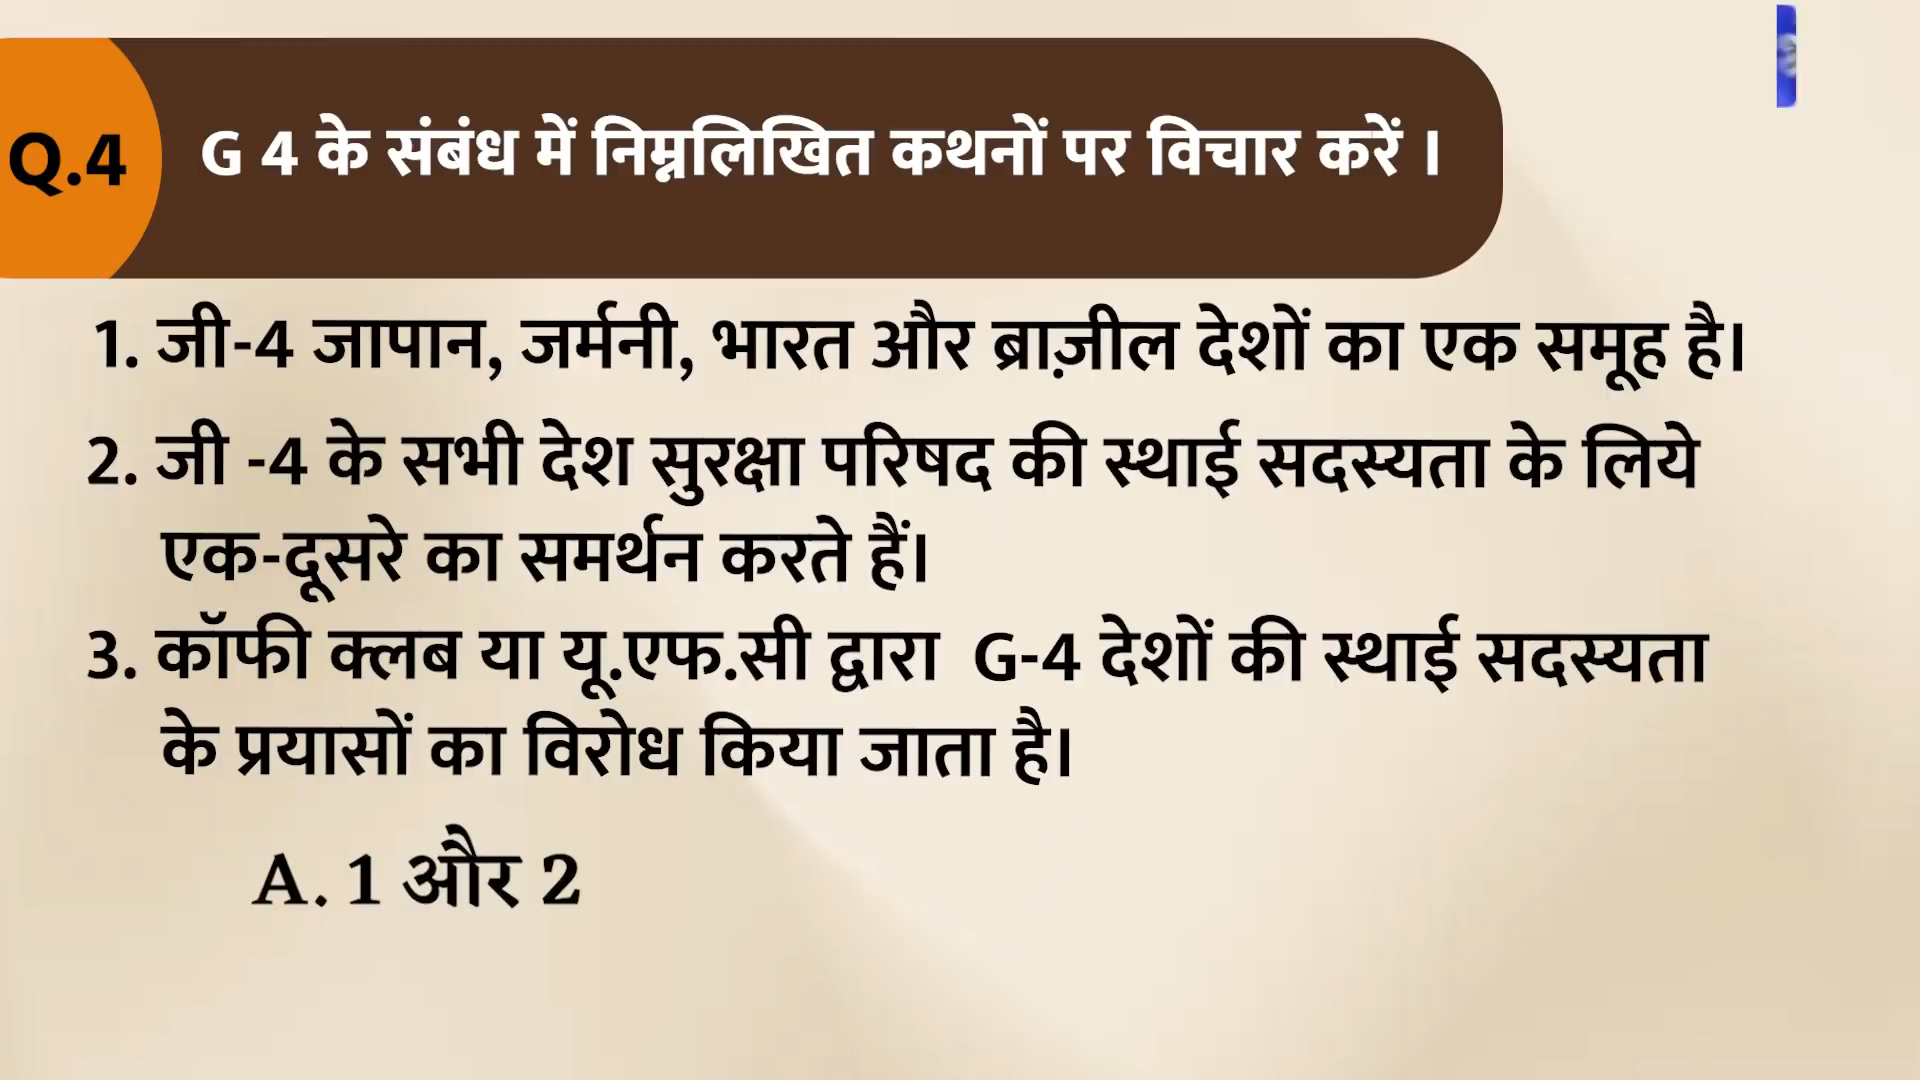 Q.4
G 4 के संबंध में निम्नलिखित कथनों पर विचार करें ।
1. जी-4 जापान, जर्मनी, भारत और ब्राज़ील देशों का एक समूह है।
2. जी -4 के सभी देश सुरक्षा परिषद की स्थाई सदस्यता के लिये
एक-दूसरे का समर्थन करते हैं।
3. कॉफी क्लब या यू.एफ.सी द्वारा G-4 देशों की स्थाई सदस्यता
के प्रयासों का विरोध किया जाता है।
A. 1 और 2